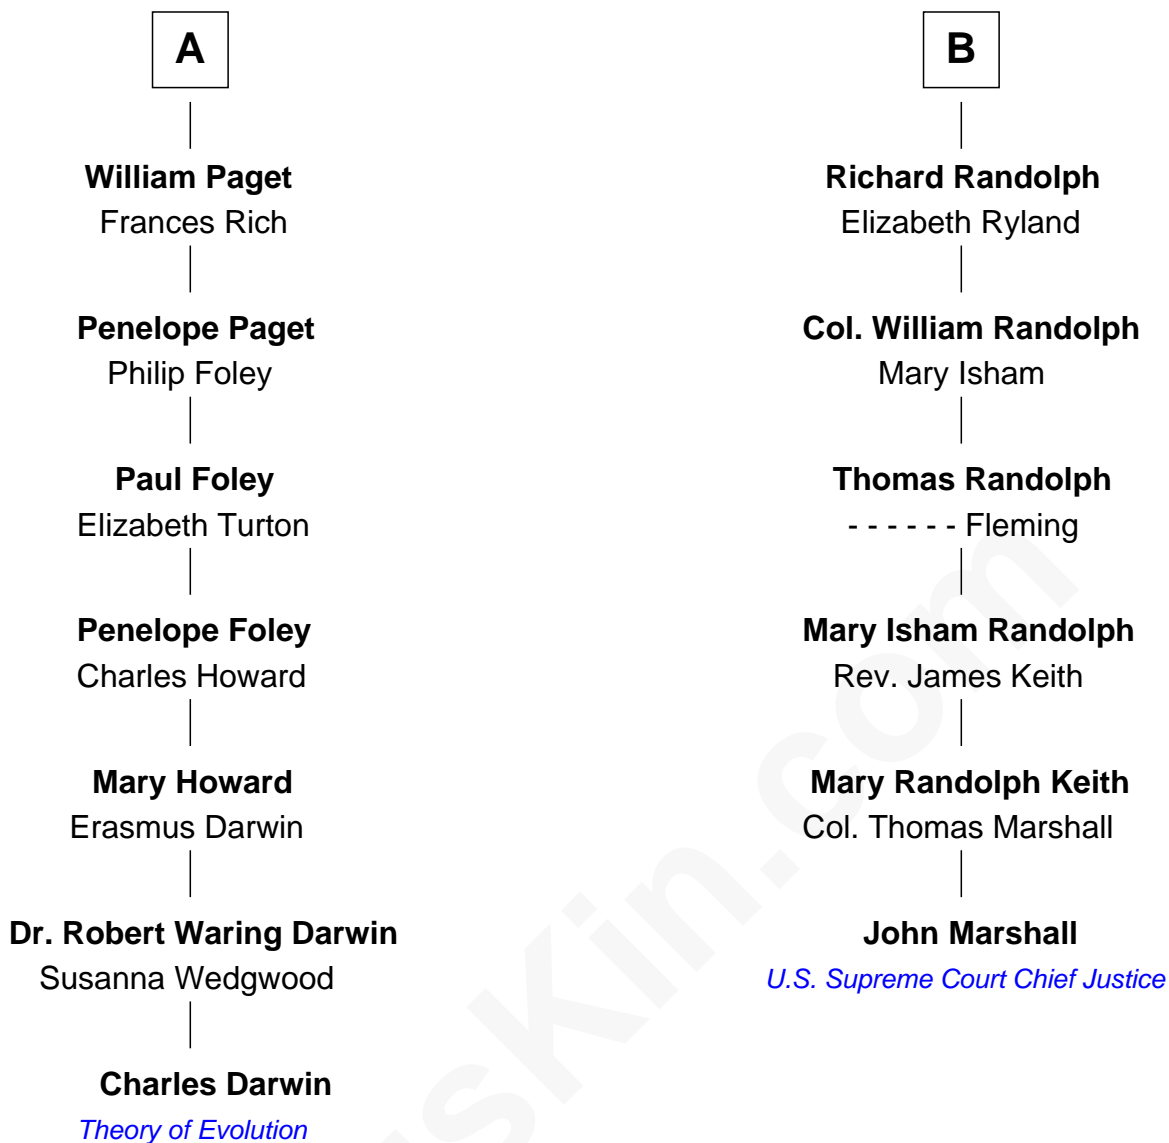 A
William Paget
Frances Rich
Penelope Paget
Philip Foley
Paul Foley
Elizabeth Turton
Penelope Foley
Charles Howard
Mary Howard
Erasmus Darwin
Dr. Robert Waring Darwin
Susanna Wedgwood
Charles Darwin
Theory of Evolution
B
Richard Randolph
Elizabeth Ryland
Col. William Randolph
Mary Isham
Thomas Randolph
- - - - - - Fleming
Mary Isham Randolph
Rev. James Keith
Mary Randolph Keith
Col. Thomas Marshall
John Marshall
U.S. Supreme Court Chief Justice
usKin.com